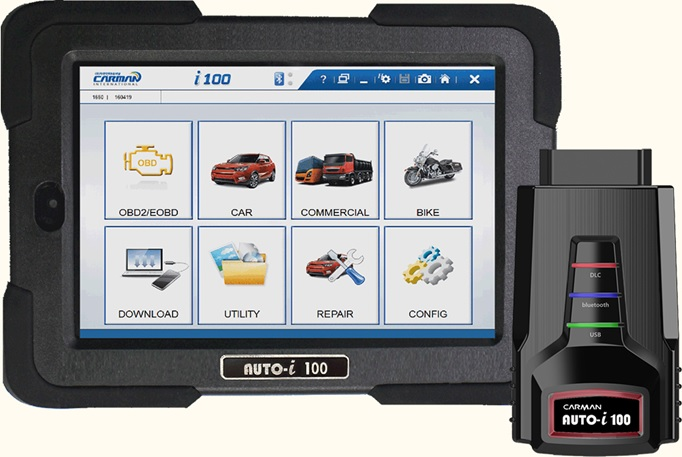 CARMAN
INTERNATIONAL
i 100
?
1650 | 160419
OBD
OBD2/EOBD
CAR
COMMERCIAL
BIKE
DOWNLOAD
UTILITY
REPAIR
CONFIG
AUTO-i 100
DLC
bluetooth
USB
CARMAN
AUTO-i 100